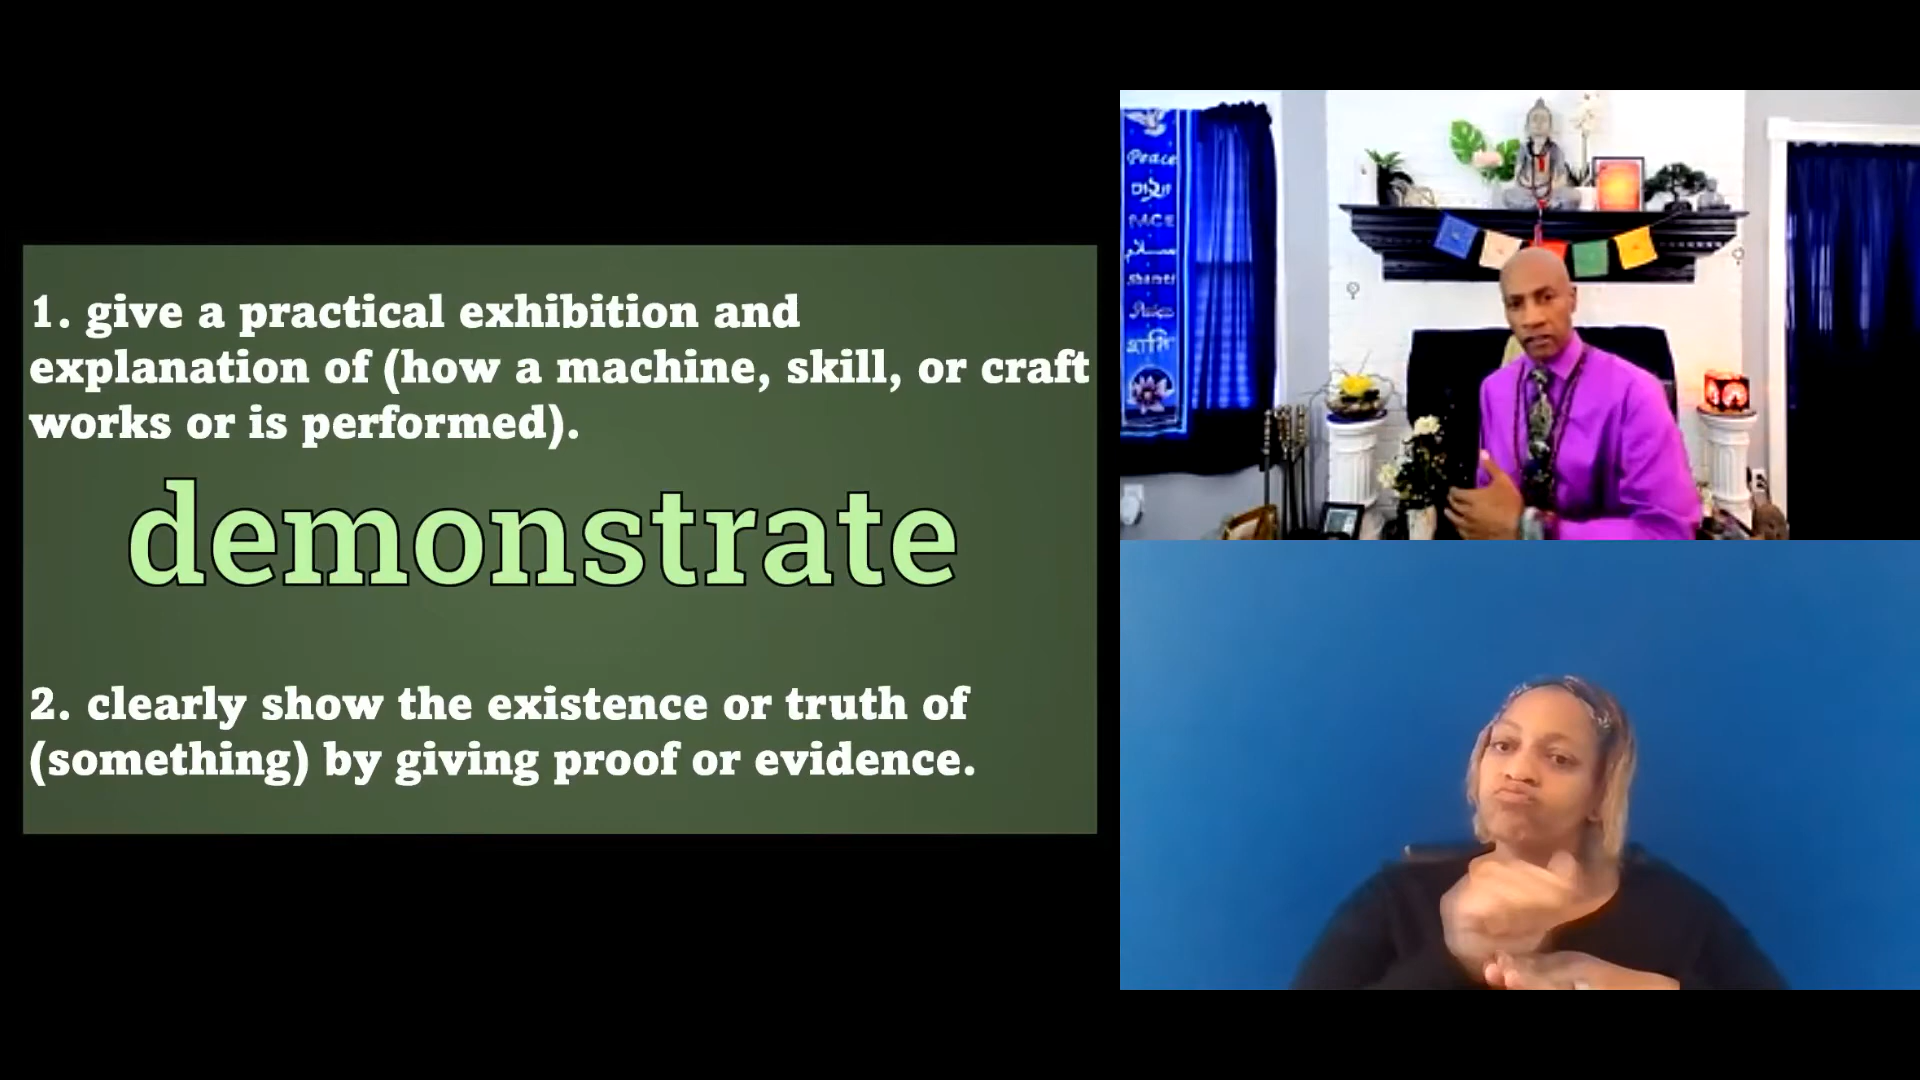 1. give a practical exhibition and
explanation of (how a machine, skill, or craft
works or is performed).
demonstrate
2. clearly show the existence or truth of
(something) by giving proof or evidence.
Peace
shanti